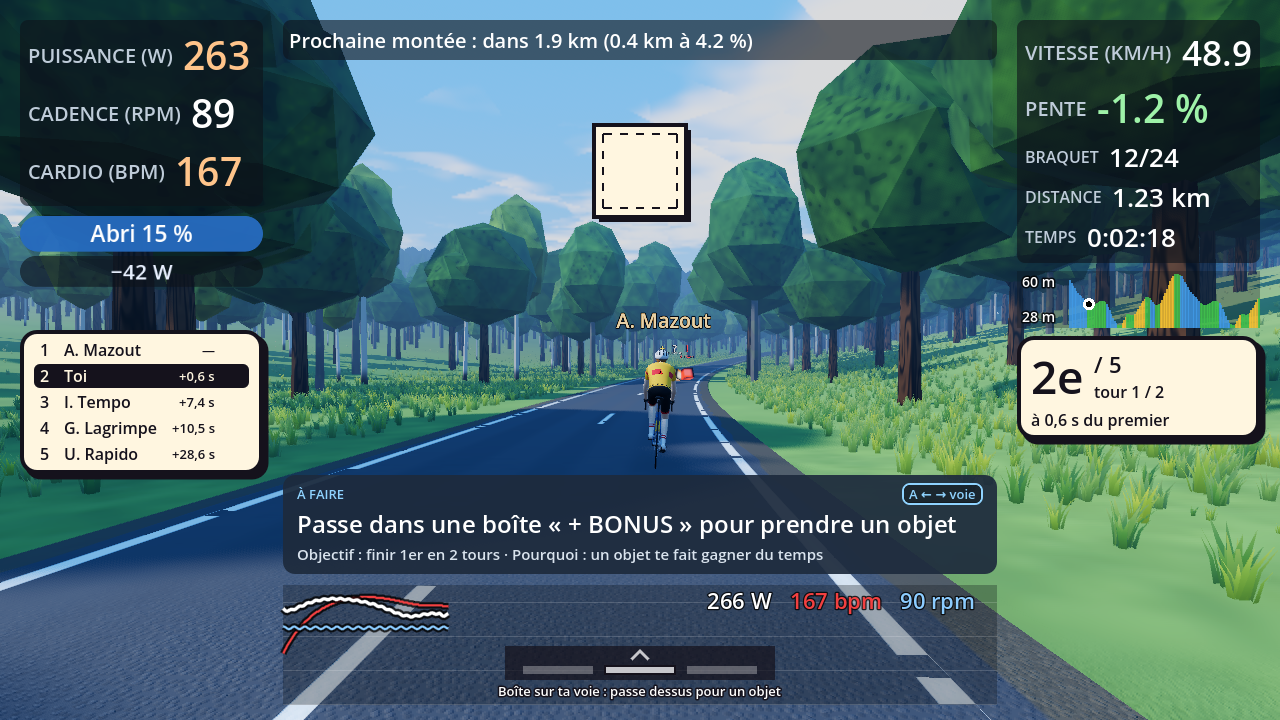 PUISSANCE (W) 263
CADENCE (RPM) 89
CARDIO (BPM) 167
Abri 15 %
−42 W
1 A. Mazout —
2 Toi +0,6 s
3 I. Tempo +7,4 s
4 G. Lagrimpe +10,5 s
5 U. Rapido +28,6 s
Prochaine montée : dans 1.9 km (0.4 km à 4.2 %)
A. Mazout
VITESSE (KM/H) 48.9
PENTE -1.2 %
BRAQUET 12/24
DISTANCE 1.23 km
TEMPS 0:02:18
60 m
28 m
2e / 5
tour 1 / 2
à 0,6 s du premier
À FAIRE
A ← → voie
Passe dans une boîte « + BONUS » pour prendre un objet
Objectif : finir 1er en 2 tours · Pourquoi : un objet te fait gagner du temps
266 W 167 bpm 90 rpm
Boîte sur ta voie : passe dessus pour un objet